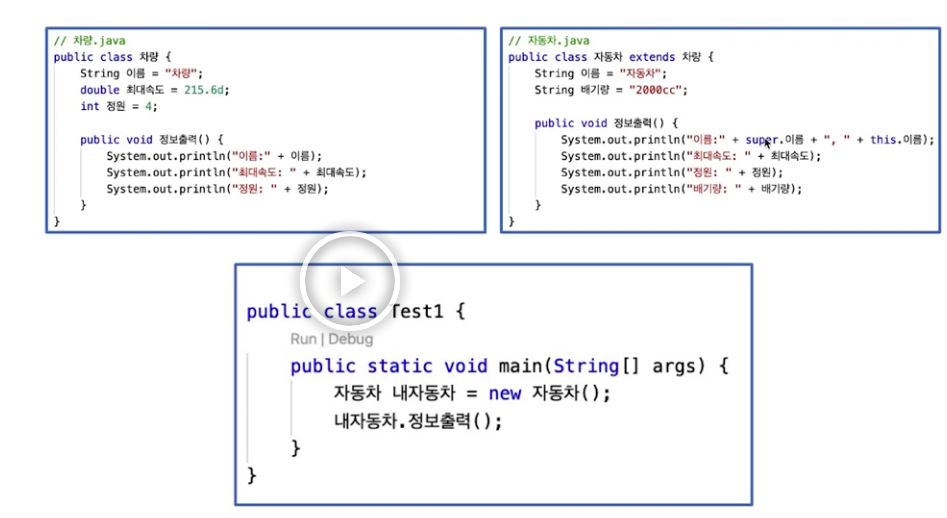 // 차량.java
public class 차량 {
    String 이름 = "차량";
    double 최대속도 = 215.6d;
    int 정원 = 4;
    public void 정보출력() {
        System.out.println("이름:" + 이름);
        System.out.println("최대속도: " + 최대속도);
        System.out.println("정원: " + 정원);
    }
}
// 자동차.java
public class 자동차 extends 차량 {
    String 이름 = "자동차";
    String 배기량 = "2000cc";
    public void 정보출력() {
        System.out.println("이름:" + super.이름 + ", " + this.이름);
        System.out.println("최대속도: " + 최대속도);
        System.out.println("정원: " + 정원);
        System.out.println("배기량: " + 배기량);
    }
}
public class Test1 {
    Run | Debug
    public static void main(String[] args) {
        자동차 내자동차 = new 자동차();
        내자동차.정보출력();
    }
}